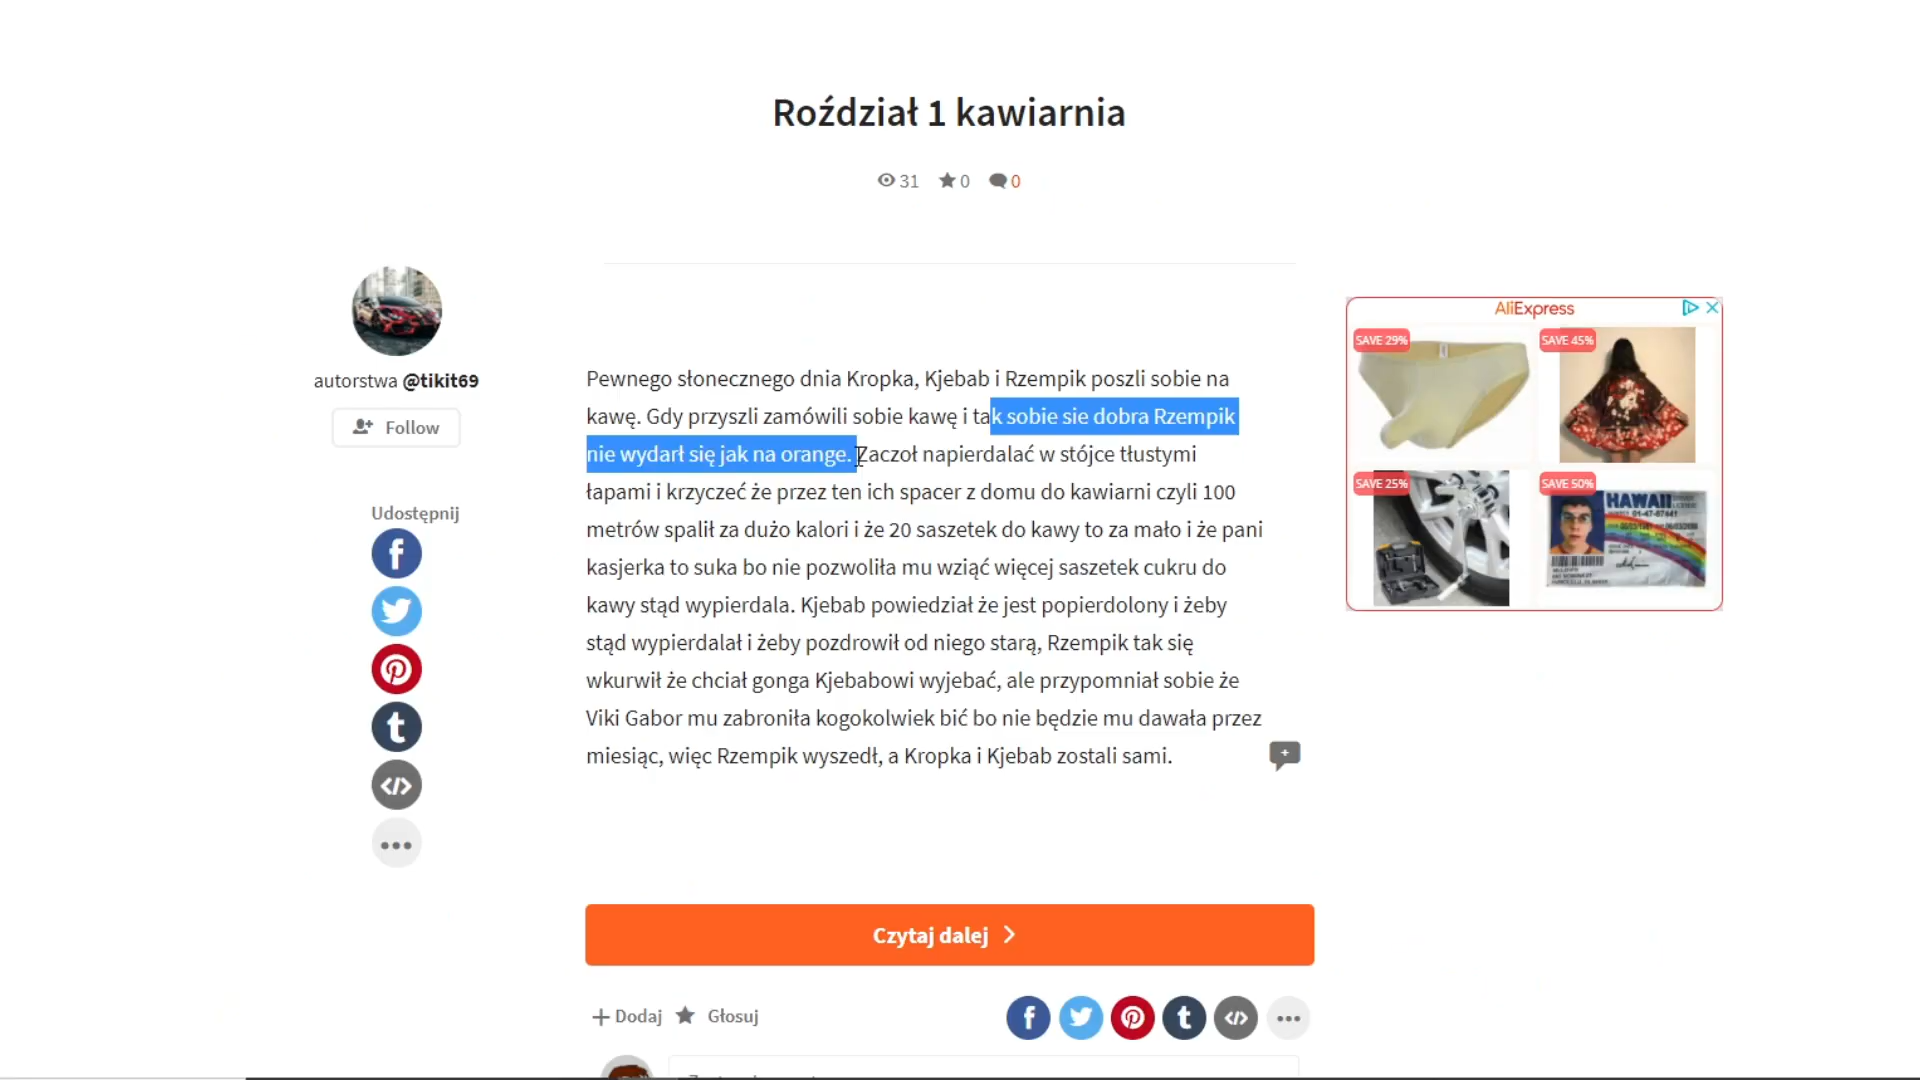 Roździał 1 kawiarnia
31 0 0
autorstwa @tikit69
Follow
Udostępnij
Pewnego słonecznego dnia Kropka, Kjebab i Rzempik poszli sobie na
kawę. Gdy przyszli zamówili sobie kawę i tak sobie sie dobra Rzempik
nie wydarł się jak na orange. Zaczoł napierdalać w stójce tłustymi
łapami i krzyczeć że przez ten ich spacer z domu do kawiarni czyli 100
metrów spalił za dużo kalori i że 20 saszetek do kawy to za mało i że pani
kasjerka to suka bo nie pozwoliła mu wziąć więcej saszetek cukru do
kawy stąd wypierdala. Kjebab powiedział że jest popierdolony i żeby
stąd wypierdalał i żeby pozdrowił od niego starą, Rzempik tak się
wkurwił że chciał gonga Kjebabowi wyjebać, ale przypomniał sobie że
Viki Gabor mu zabroniła kogokolwiek bić bo nie będzie mu dawała przez
miesiąc, więc Rzempik wyszedł, a Kropka i Kjebab zostali sami.
AliExpress
SAVE 29%
SAVE 45%
SAVE 25%
SAVE 50%
HAWAII
01-47-87441
Czytaj dalej
Dodaj Głosuj